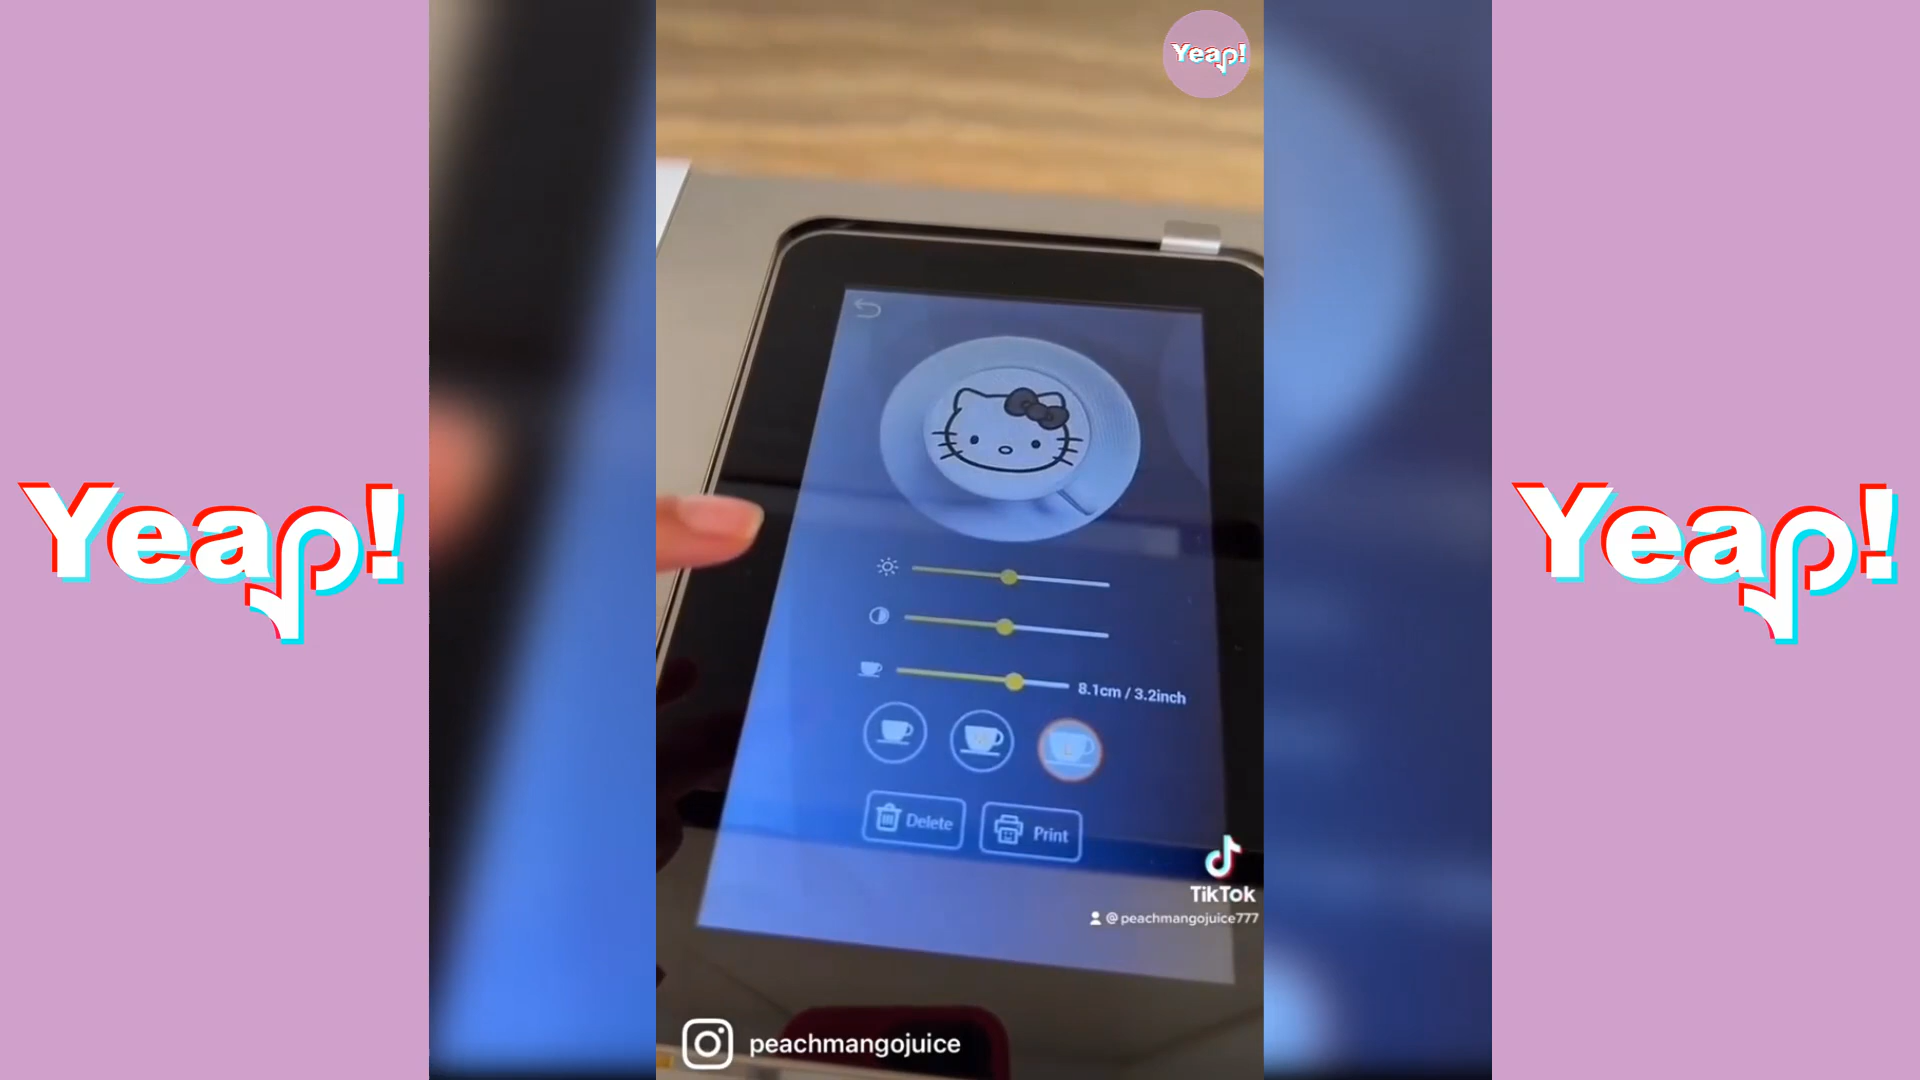 Yeap!
Yeap!
Yeap!
8.1cm / 3.2inch
L
Delete
Print
TikTok
@peachmangojuice777
peachmangojuice